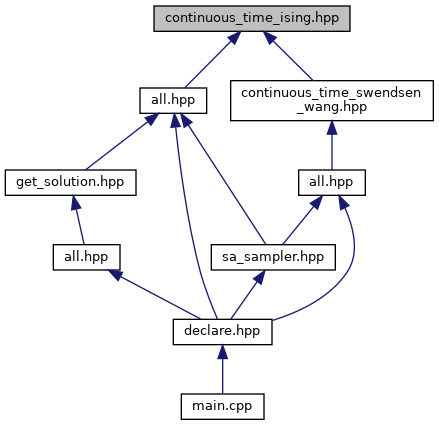 continuous_time_ising.hpp
all.hpp
continuous_time_swendsen
_wang.hpp
get_solution.hpp
all.hpp
all.hpp
sa_sampler.hpp
declare.hpp
main.cpp